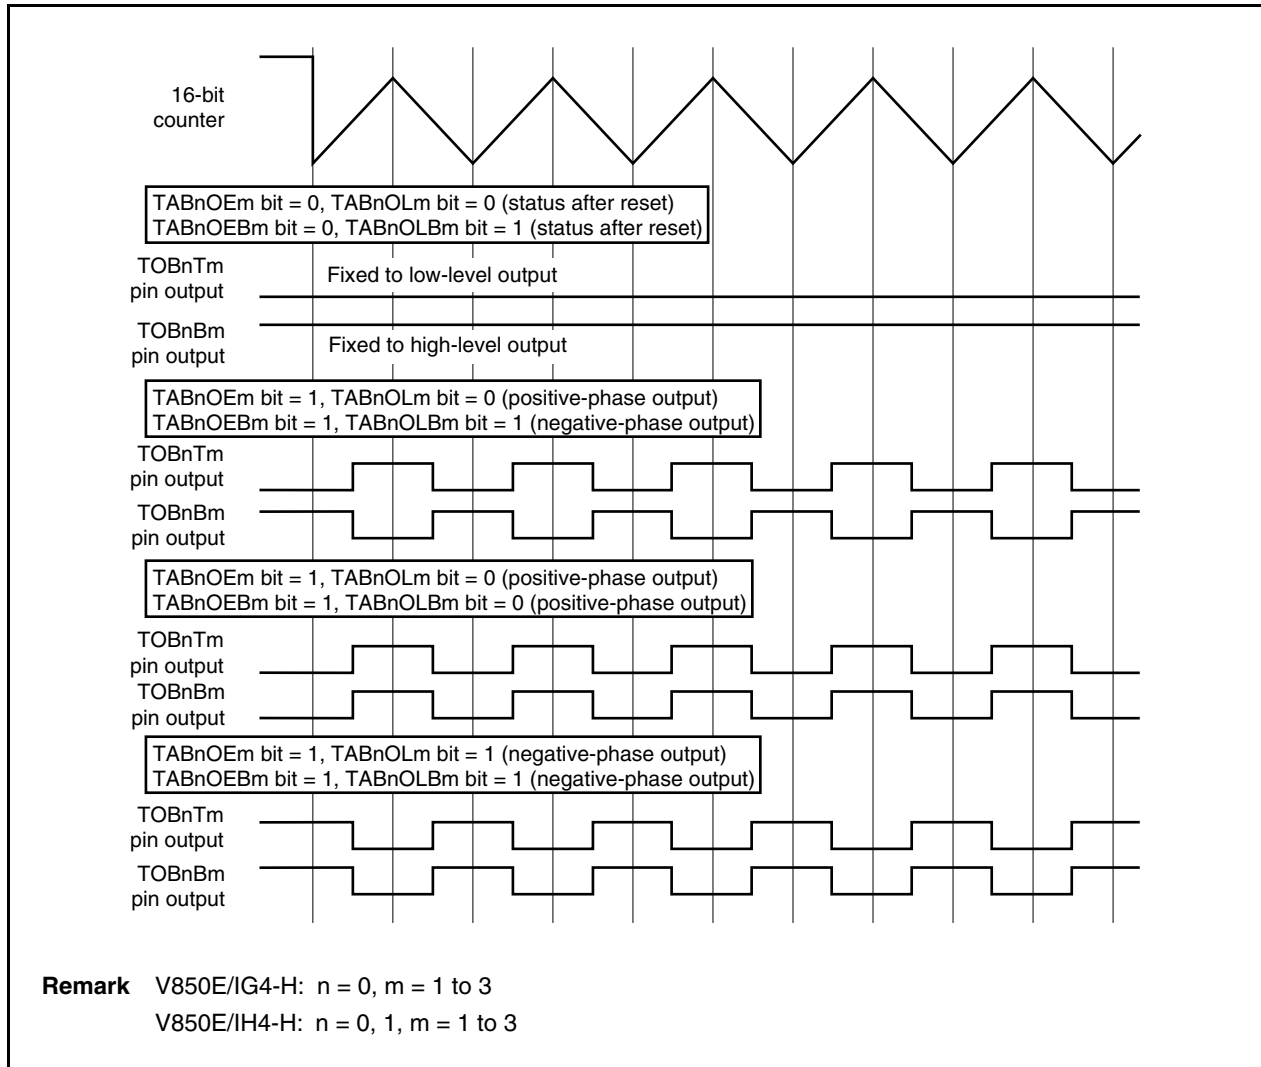 16-bit
counter
TABnOEm bit = 0, TABnOLm bit = 0 (status after reset)
TABnOEBm bit = 0, TABnOLBm bit = 1 (status after reset)
TOBnTm
pin output
Fixed to low-level output
TOBnBm
pin output
Fixed to high-level output
TABnOEm bit = 1, TABnOLm bit = 0 (positive-phase output)
TABnOEBm bit = 1, TABnOLBm bit = 1 (negative-phase output)
TOBnTm
pin output
TOBnBm
pin output
TABnOEm bit = 1, TABnOLm bit = 0 (positive-phase output)
TABnOEBm bit = 1, TABnOLBm bit = 0 (positive-phase output)
TOBnTm
pin output
TOBnBm
pin output
TABnOEm bit = 1, TABnOLm bit = 1 (negative-phase output)
TABnOEBm bit = 1, TABnOLBm bit = 1 (negative-phase output)
TOBnTm
pin output
TOBnBm
pin output
Remark V850E/IG4-H: n = 0, m = 1 to 3
V850E/IH4-H: n = 0, 1, m = 1 to 3